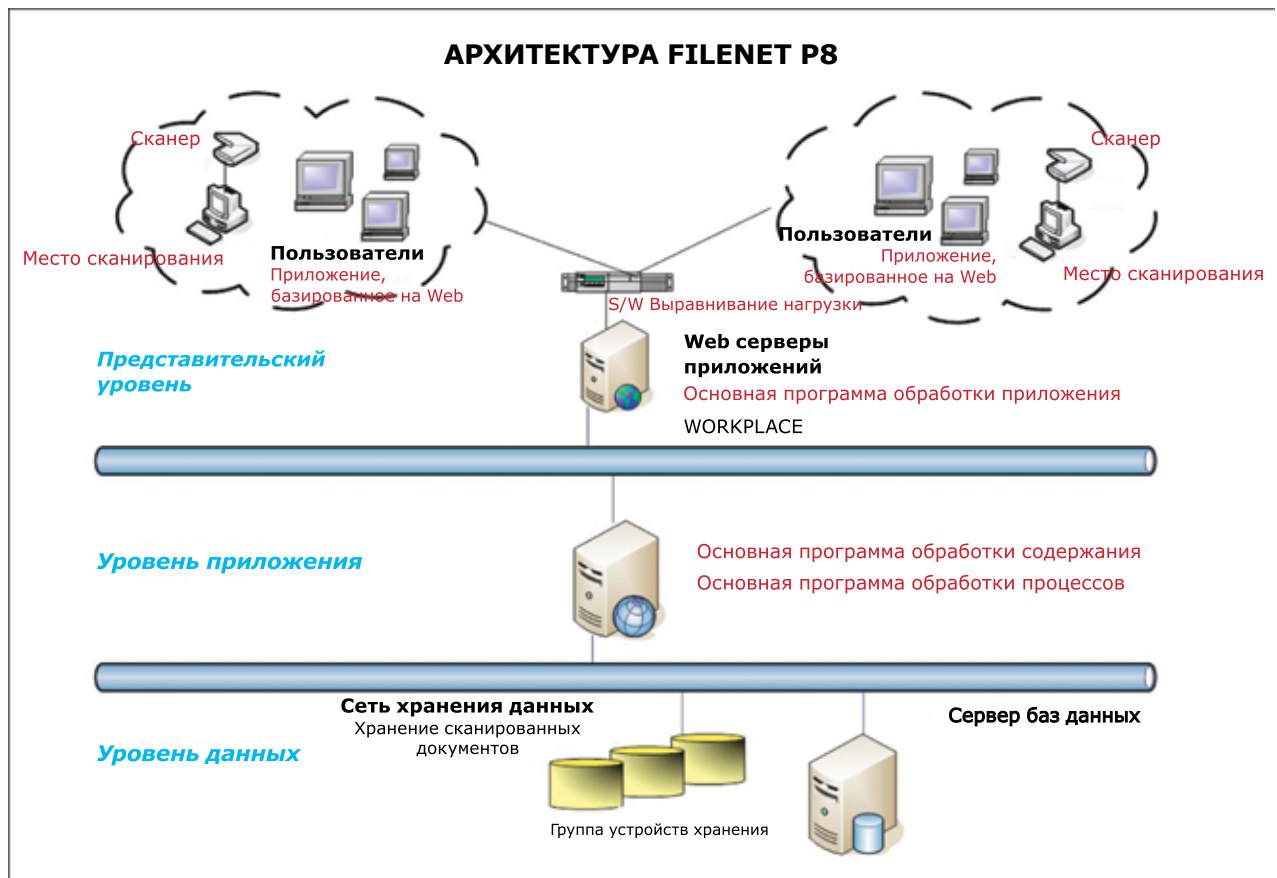 АРХИТЕКТУРА FILENET P8
Сканер
Место сканирования
Пользователи
Приложение,
базированное на Web
Сканер
Пользователи
Приложение,
базированное на Web
Место сканирования
S/W Выравнивание нагрузки
Представительский
уровень
Web серверы
приложений
Основная программа обработки приложения
WORKPLACE
Уровень приложения
Основная программа обработки содержания
Основная программа обработки процессов
Уровень данных
Сеть хранения данных
Хранение сканированных
документов
Группа устройств хранения
Сервер баз данных